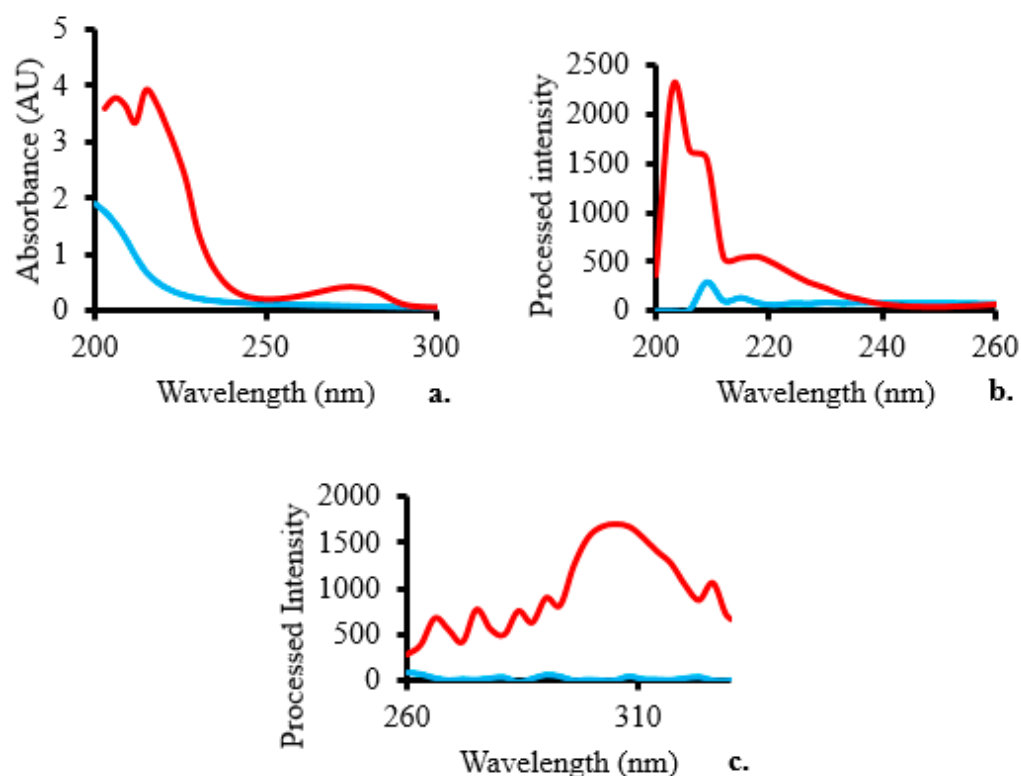 5
4
3
2
1
0
200
250
300
Absorbance (AU)
Wavelength (nm)
a.
2500
2000
1500
1000
500
0
200
220
240
260
Processed intensity
Wavelength (nm)
b.
2000
1500
1000
500
0
260
310
Processed Intensity
Wavelength (nm)
c.